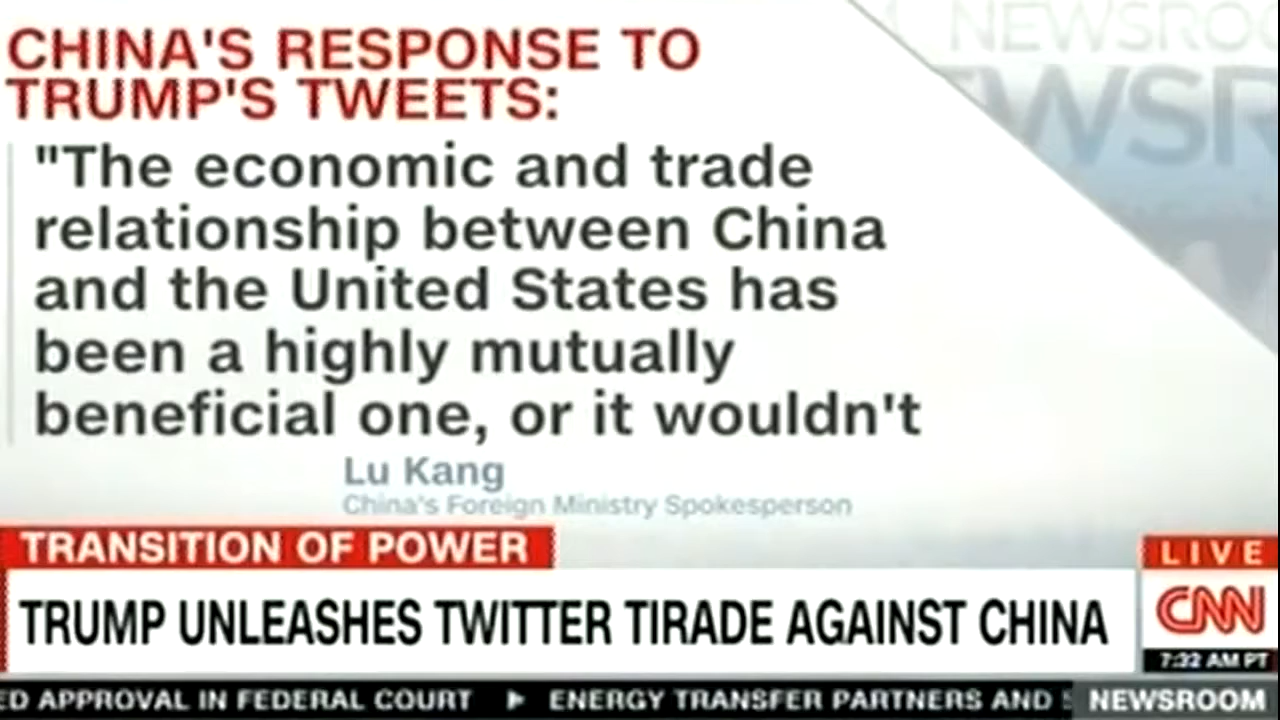 CHINA'S RESPONSE TO
TRUMP'S TWEETS:
"The economic and trade
relationship between China
and the United States has
been a highly mutually
beneficial one, or it wouldn't
Lu Kang
China's Foreign Ministry Spokesperson
TRANSITION OF POWER
LIVE
TRUMP UNLEASHES TWITTER TIRADE AGAINST CHINA
CNN
7:32 AM PT
APPROVAL IN FEDERAL COURT ▶ ENERGY TRANSFER PARTNERS AND
NEWSROOM